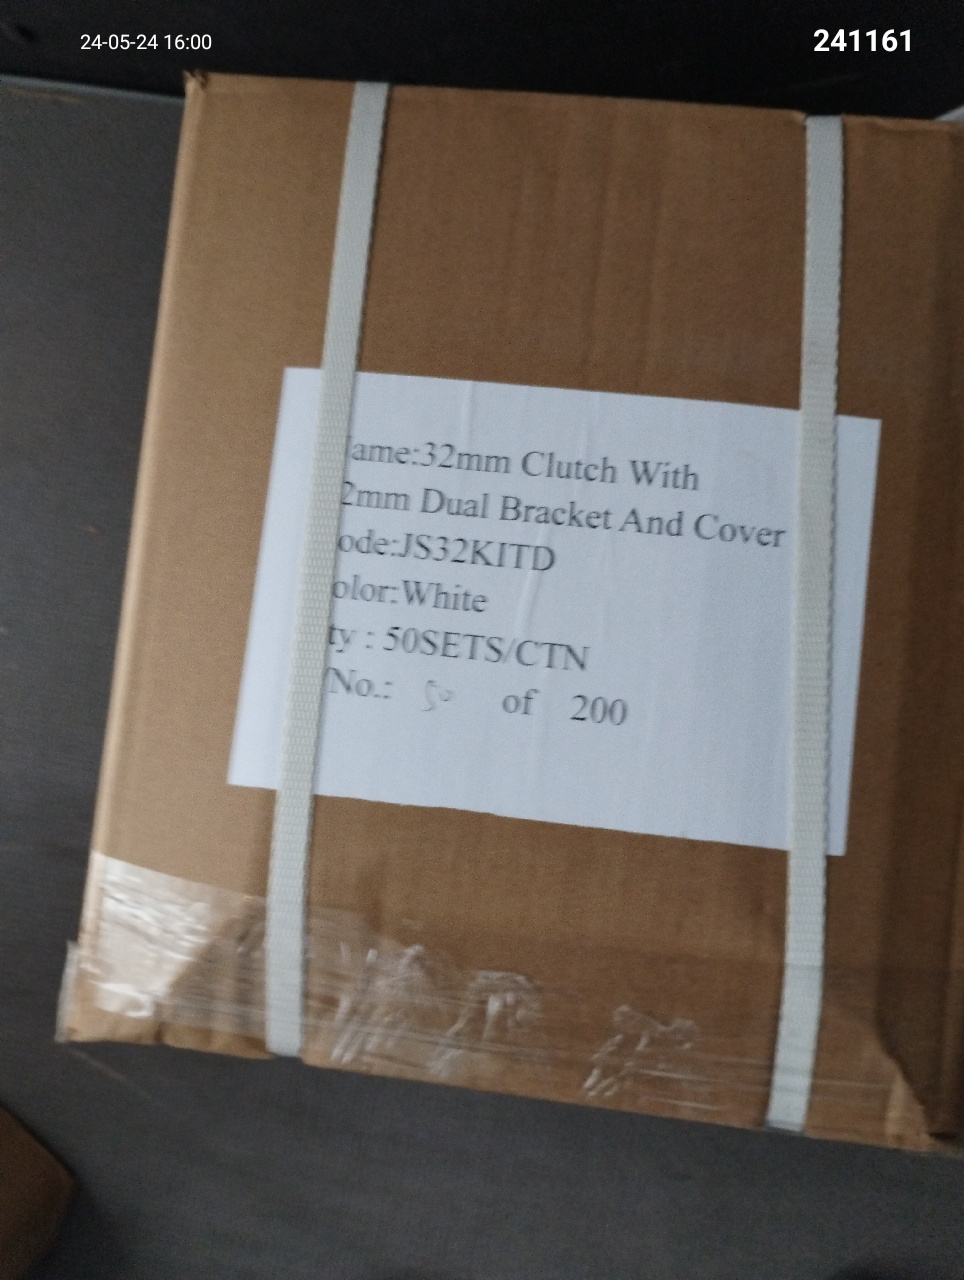 24-05-24 16:00
241161
ame:32mm Clutch With
2mm Dual Bracket And Cover
ode:JS32KITD
olor:White
ty : 50SETS/CTN
No.: 50 of 200